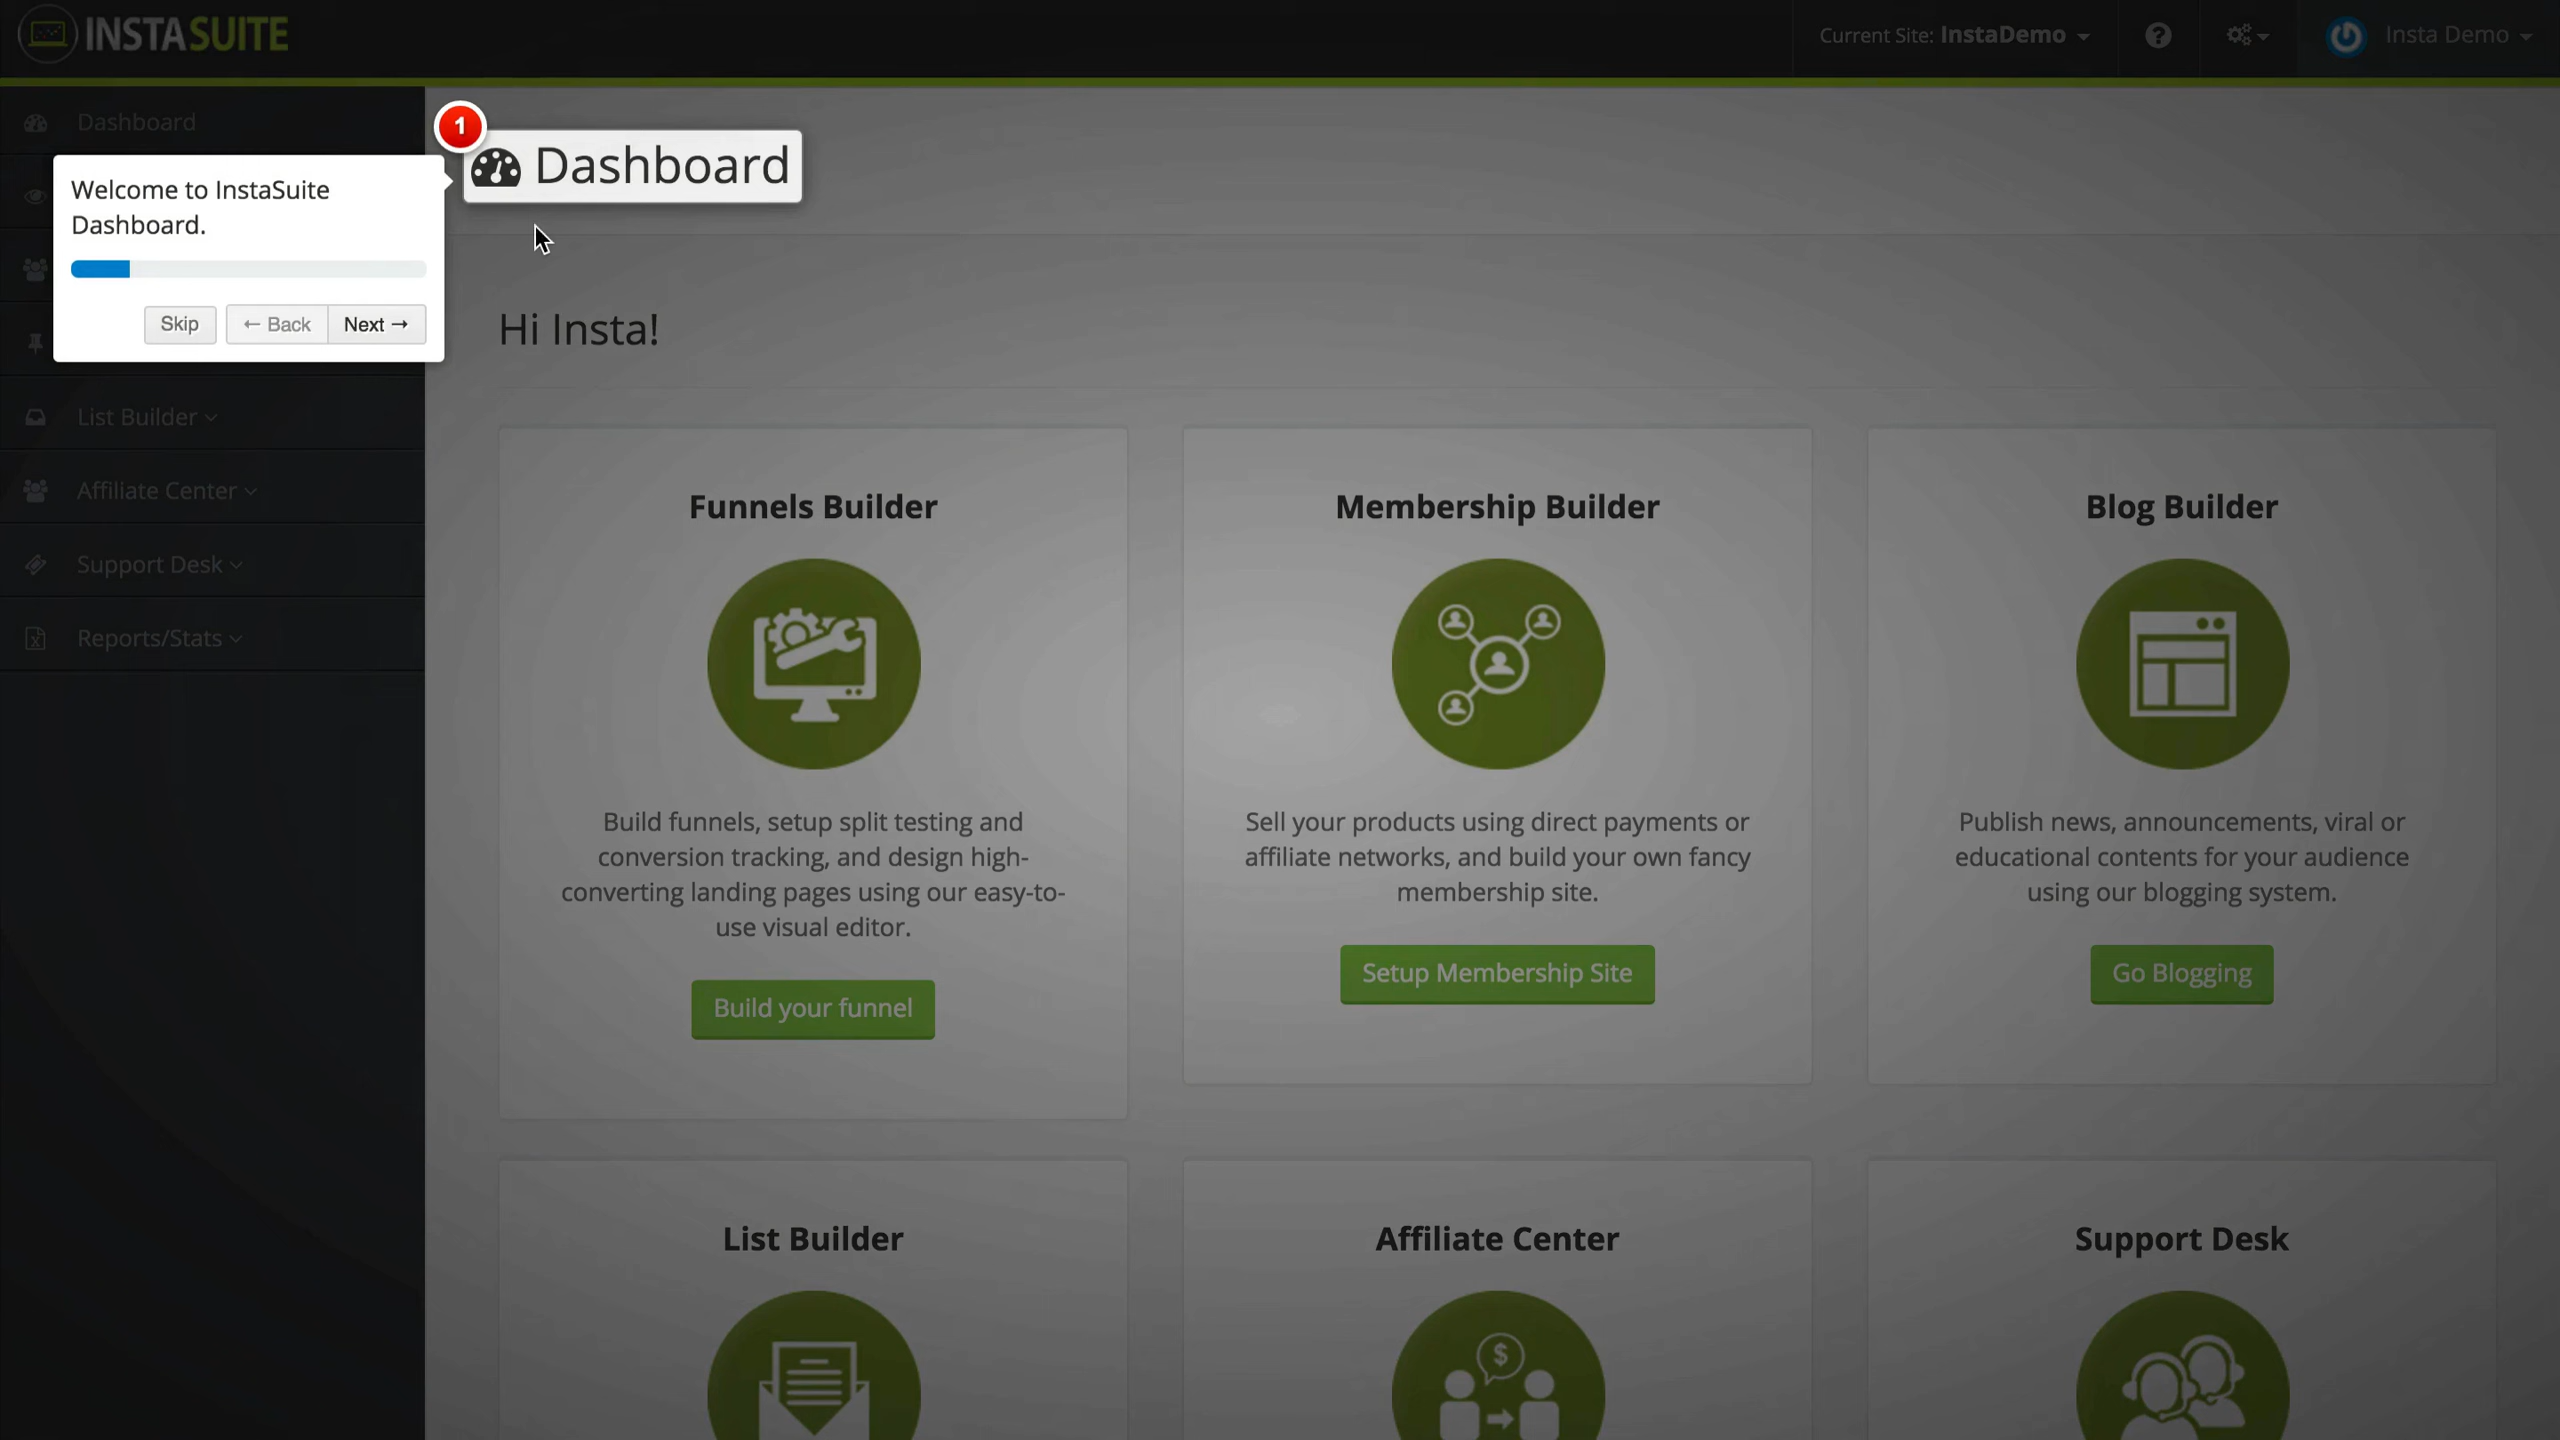 INSTASUITE
Current Site: InstaDemo
?
Insta Demo
Dashboard
1
Dashboard
Welcome to InstaSuite
Dashboard.
Skip
← Back
Next →
List Builder
Affiliate Center
Support Desk
Reports/Stats
Hi Insta!
Funnels Builder
Build funnels, setup split testing and
conversion tracking, and design high-
converting landing pages using our easy-to-
use visual editor.
Build your funnel
Membership Builder
Sell your products using direct payments or
affiliate networks, and build your own fancy
membership site.
Setup Membership Site
Blog Builder
Publish news, announcements, viral or
educational contents for your audience
using our blogging system.
Go Blogging
List Builder
Affiliate Center
$
Support Desk